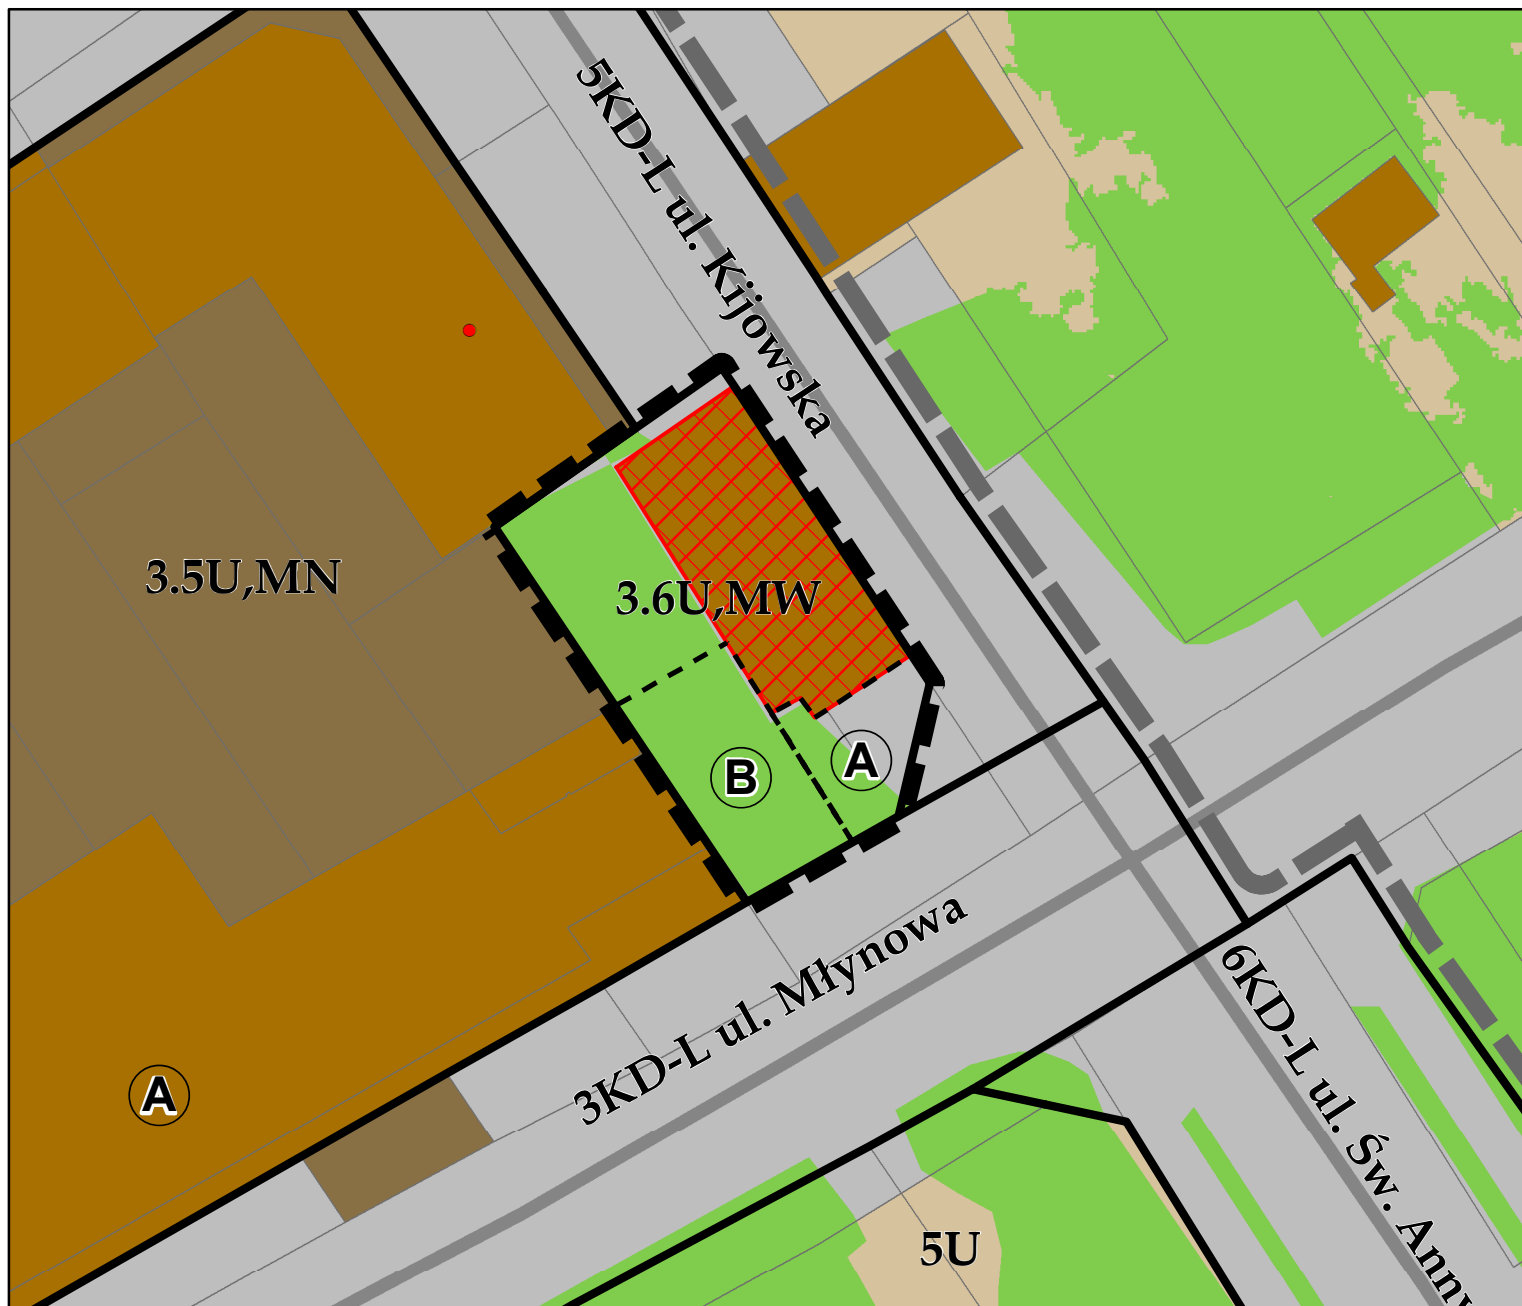 5KD-L ul. Kijowska
3.5U,MN
3.6U,MW
B
A
3KD-L ul. Młynowa
6KD-L ul. Św. Anny
A
5U